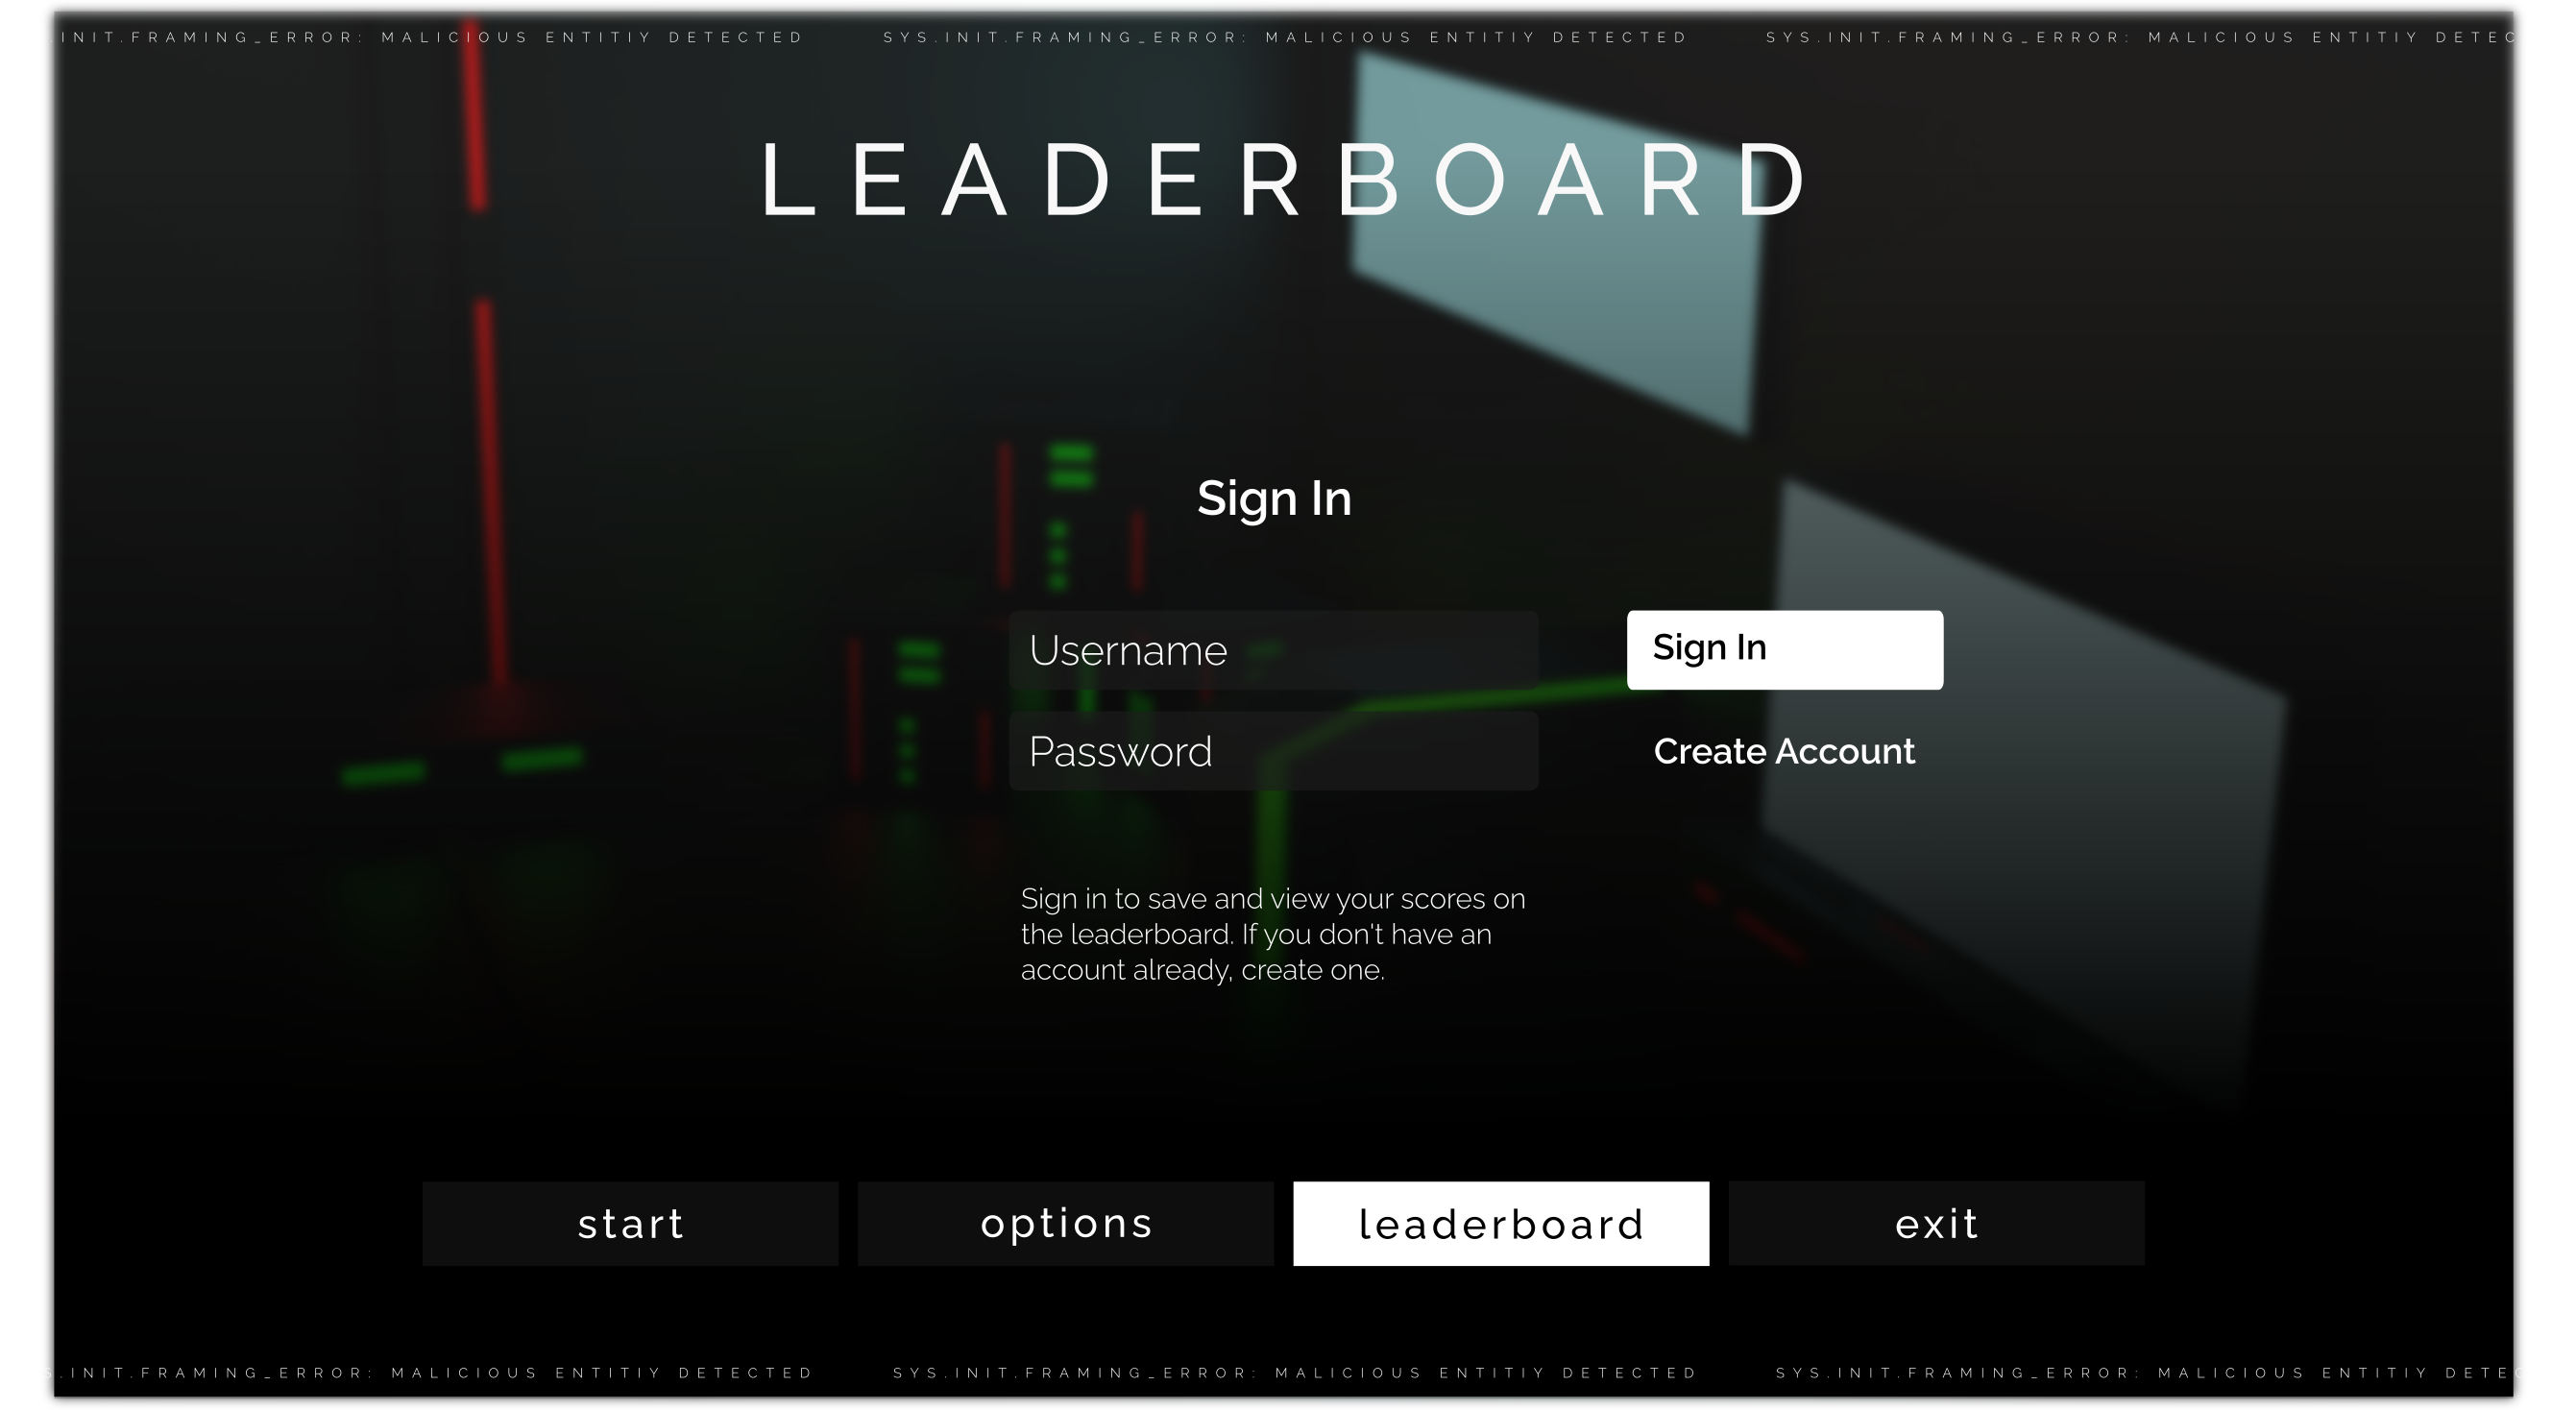 INIT.FRAMING_ERROR: MALICIOUS ENTITIY DETECTED SYS.INIT.FRAMING_ERROR: MALICIOUS ENTITIY DETECTED SYS.INIT.FRAMING_ERROR: MALICIOUS ENTITIY DETEC
LEADERBOARD
Sign In
Username
Sign In
Password
Create Account
Sign in to save and view your scores on
the leaderboard. If you don't have an
account already, create one.
start
options
leaderboard
exit
S.INIT.FRAMING_ERROR: MALICIOUS ENTITIY DETECTED SYS.INIT.FRAMING_ERROR: MALICIOUS ENTITIY DETECTED SYS.INIT.FRAMING_ERROR: MALICIOUS ENTITIY DETEC